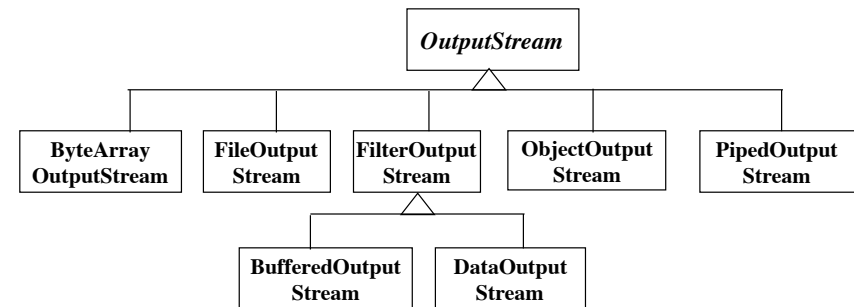 OutputStream
ByteArray
OutputStream
FileOutput
Stream
FilterOutput
Stream
ObjectOutput
Stream
PipedOutput
Stream
BufferedOutput
Stream
DataOutput
Stream